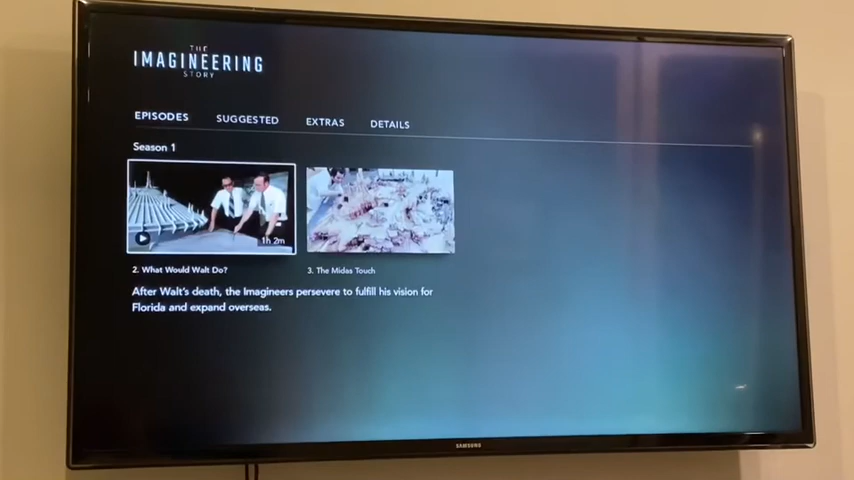 THE
IMAGINEERING
STORY
EPISODES SUGGESTED EXTRAS DETAILS
Season 1
1h 2m
2. What Would Walt Do? 3. The Midas Touch
After Walt's death, the Imagineers persevere to fulfill his vision for
Florida and expand overseas.
SAMSUNG